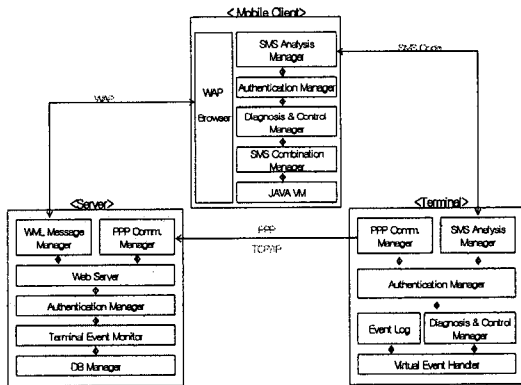 <Mobile Client>
SMS Analysis
Manager
SMS Code
WAP
WAP
Browser
Authentication Manager
Diagnosis & Control
Manager
SMS Combination
Manager
JAVA VM
<Server>
<Terminal>
WML Message
Manager
PPP Comm.
Manager
PPP
TCP/IP
PPP Comm.
Manager
SMS Analysis
Manager
Web Server
Authentication Manager
Authentication Manager
Terminal Event Monitor
Event Log
Diagnosis & Control
Manager
DB Manager
Virtual Event Handler